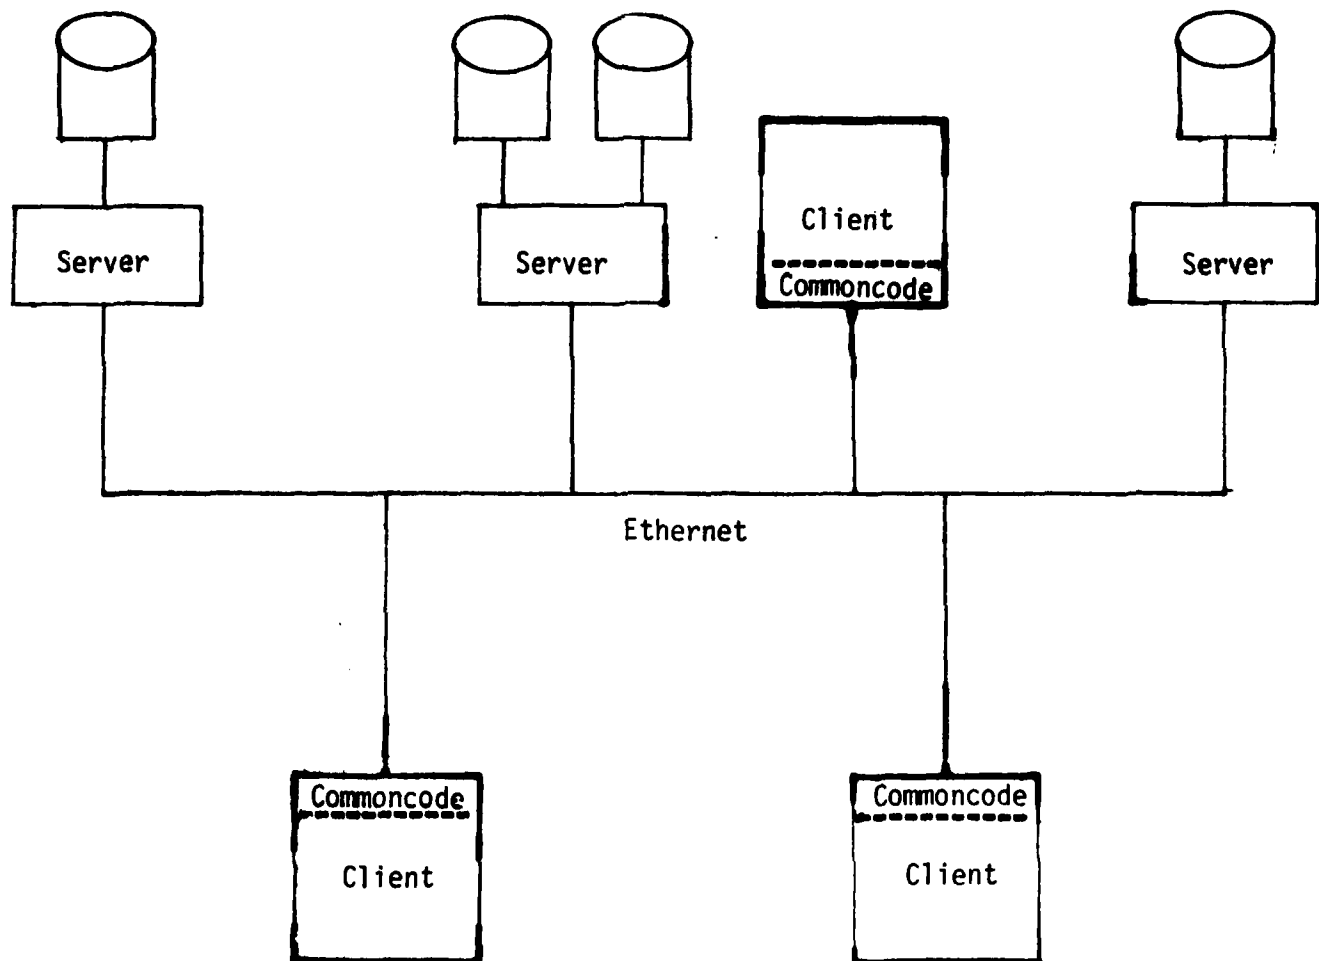 Client
Server
Server
Server
Commoncode
Ethernet
Commoncode
Commoncode
Client
Client